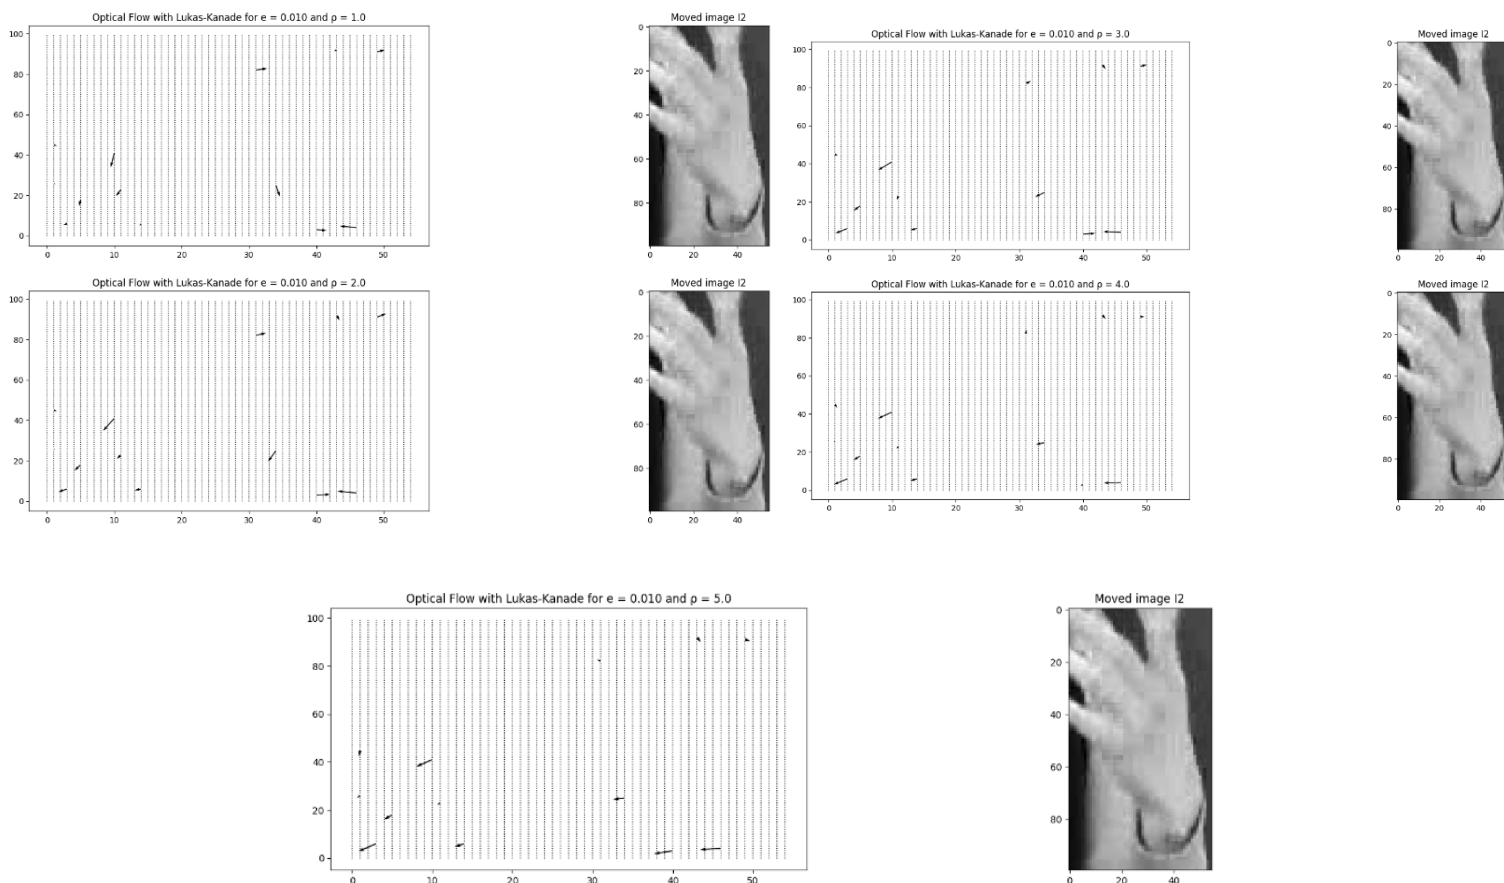 Optical Flow with Lukas-Kanade for e = 0.010 and ρ = 1.0
100
80
60
40
20
0
0 10 20 30 40 50
Moved image I2
0
20
40
60
80
0 20 40
Optical Flow with Lukas-Kanade for e = 0.010 and ρ = 3.0
100
80
60
40
20
0
0 10 20 30 40 50
Moved image I2
0
20
40
60
80
0 20 40
Optical Flow with Lukas-Kanade for e = 0.010 and ρ = 2.0
100
80
60
40
20
0
0 10 20 30 40 50
Moved image I2
0
20
40
60
80
0 20 40
Optical Flow with Lukas-Kanade for e = 0.010 and ρ = 4.0
100
80
60
40
20
0
0 10 20 30 40 50
Moved image I2
0
20
40
60
80
0 20 40
Optical Flow with Lukas-Kanade for e = 0.010 and ρ = 5.0
100
80
60
40
20
0
0 10 20 30 40 50
Moved image I2
0
20
40
60
80
0 20 40